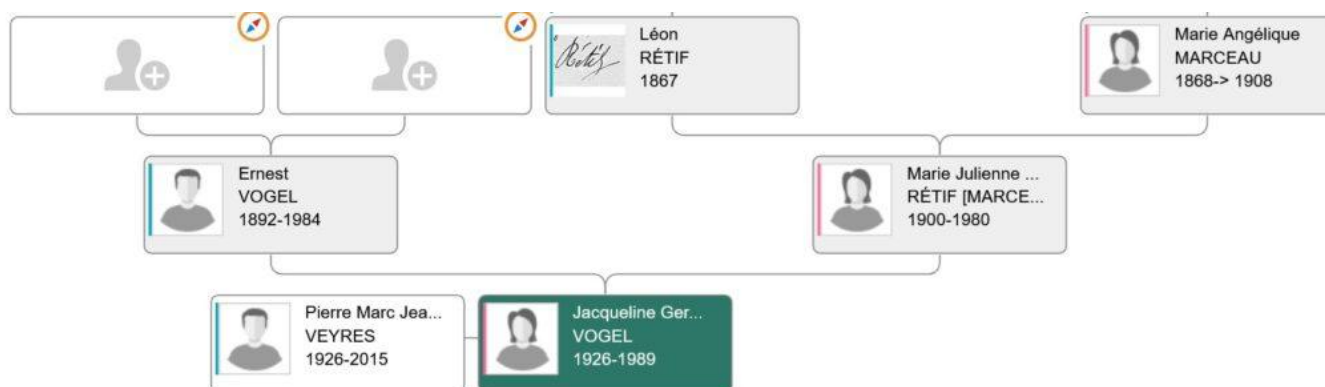 Léon
RÉTIF
1867
Rétif
Marie Angélique
MARCEAU
1868-> 1908
Ernest
VOGEL
1892-1984
Marie Julienne ...
RÉTIF [MARCE...
1900-1980
Pierre Marc Jea...
VEYRES
1926-2015
Jacqueline Ger...
VOGEL
1926-1989